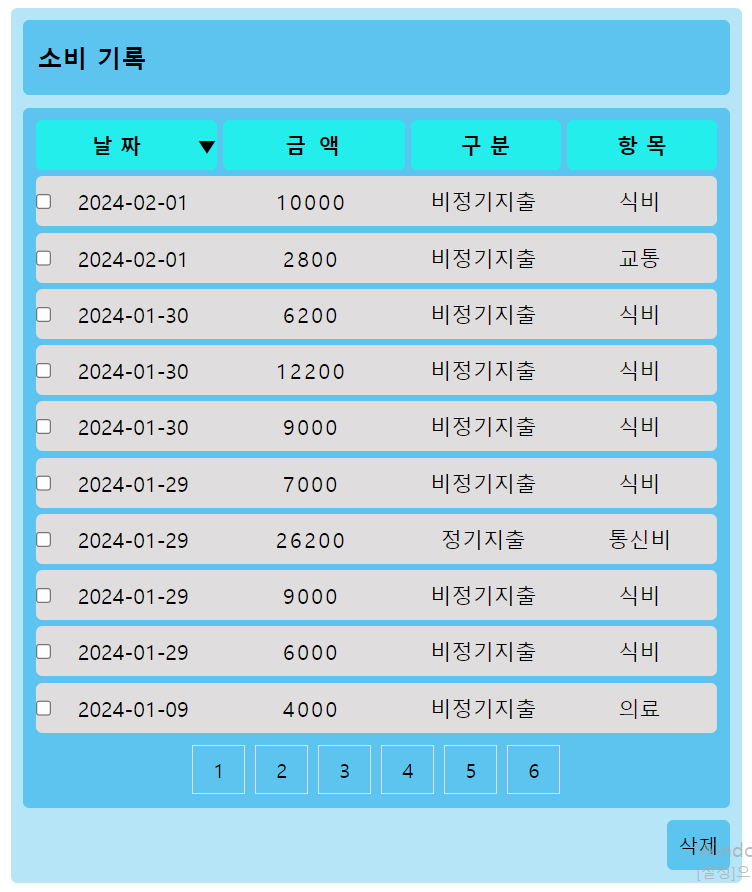 소비 기록
날 짜 ▼ 금 액 구 분 항 목
2024-02-01 10000 비정기지출 식비
2024-02-01 2800 비정기지출 교통
2024-01-30 6200 비정기지출 식비
2024-01-30 12200 비정기지출 식비
2024-01-30 9000 비정기지출 식비
2024-01-29 7000 비정기지출 식비
2024-01-29 26200 정기지출 통신비
2024-01-29 9000 비정기지출 식비
2024-01-29 6000 비정기지출 식비
2024-01-09 4000 비정기지출 의료
1 2 3 4 5 6
삭제